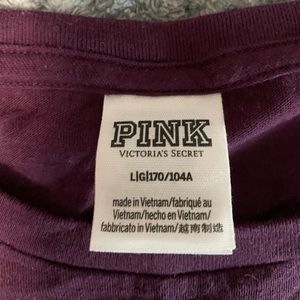 PINK
VICTORIA'S SECRET
L|G|170/104A
made in Vietnam/fabriqué au
Vietnam/hecho en Vietnam/
fabbricato in Vietnam/越南制造